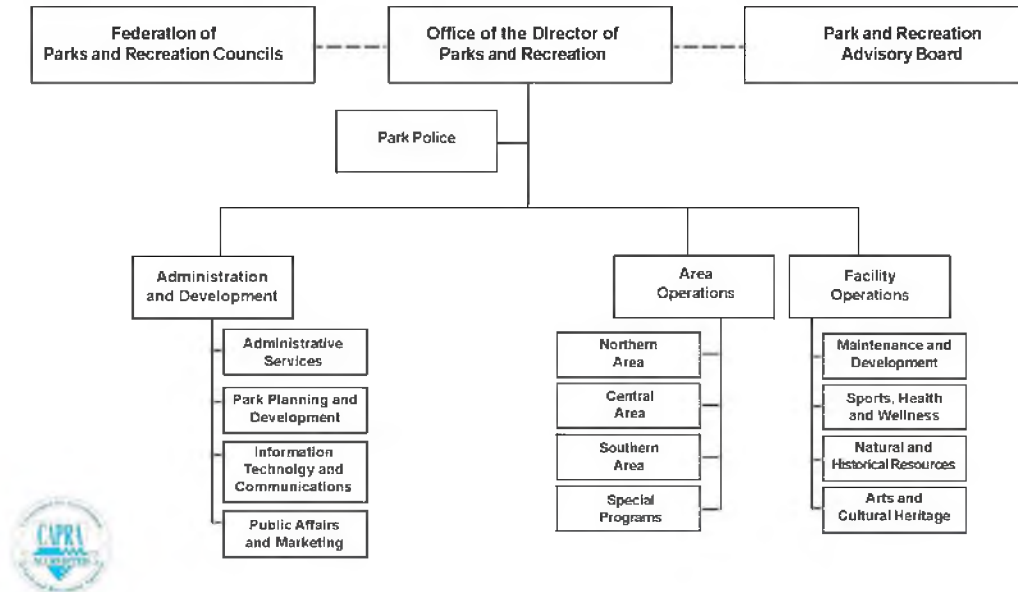 Federation of
Parks and Recreation Councils
Office of the Director of
Parks and Recreation
Park and Recreation
Advisory Board
Park Police
Administration
and Development
Area
Operations
Facility
Operations
Administrative
Services
Park Planning and
Development
Information
Technolgy and
Communications
Public Affairs
and Marketing
Northern
Area
Central
Area
Southern
Area
Special
Programs
Maintenance and
Development
Sports, Health
and Wellness
Natural and
Historical Resources
Arts and
Cultural Heritage
CAPRA
ACCREDITED